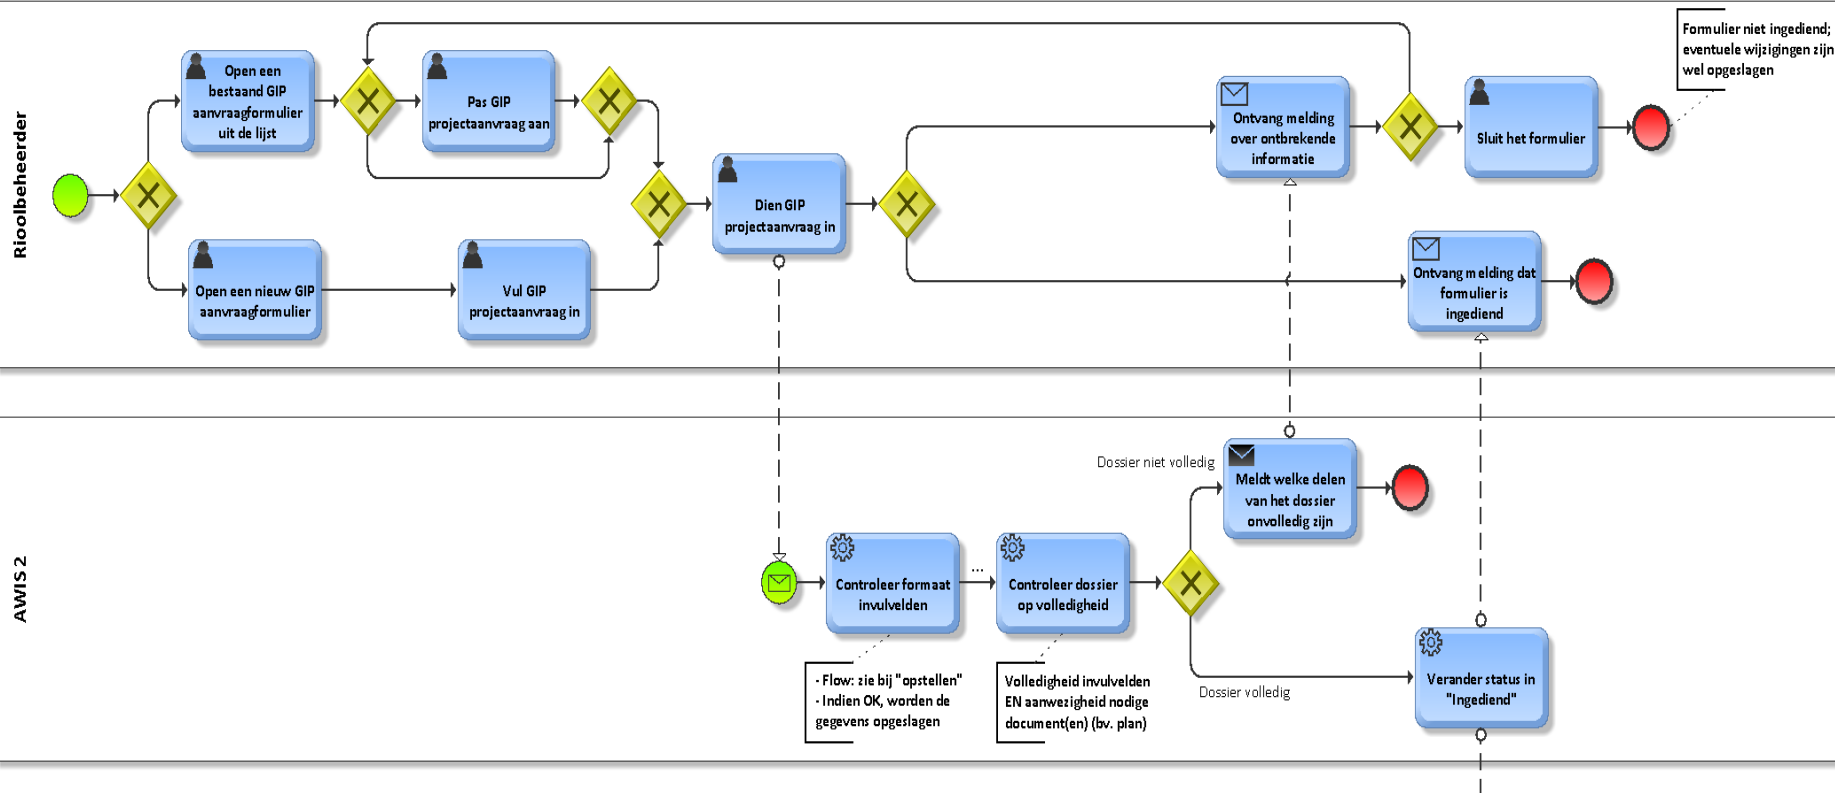 Rioolbeheerder
Open een
bestaand GIP
aanvraagformulier
uit de lijst
Pas GIP
projectaanvraag aan
Open een nieuw GIP
aanvraagformulier
Vul GIP
projectaanvraag in
Dien GIP
projectaanvraag in
Ontvang melding
over ontbrekende
informatie
Sluit het formulier
Formulier niet ingediend;
eventuele wijzigingen zijn
wel opgeslagen
Ontvang melding dat
formulier is
ingediend
AWIS 2
Controleer formaat
invulvelden
...
Controleer dossier
op volledigheid
Dossier niet volledig
Meldt welke delen
van het dossier
onvolledig zijn
Dossier volledig
Verander status in
"Ingediend"
- Flow: zie bij "opstellen"
- Indien OK, worden de
gegevens opgeslagen
Volledigheid invulvelden
EN aanwezigheid nodige
document(en) (bv. plan)